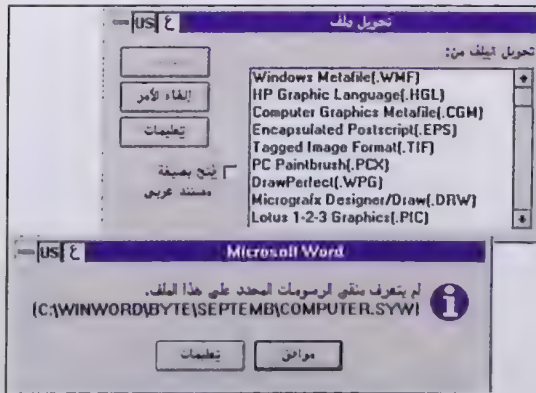 US ع تحويل ملف
تحويل الملف من:
Windows Metafile(.WMF)
HP Graphic Language(.HGL)
Computer Graphics Metafile(.CGM)
Encapsulated Postscript(.EPS)
Tagged Image Format(.TIF)
PC Paintbrush(.PCX)
DrawPerfect(.WPG)
Micrografx Designer/Draw(.DRW)
Lotus 1-2-3 Graphics(.PIC)
إلغاء الأمر
تعليمات
يفتح بصيغة
مستند عربي
US ع Microsoft Word
لم يتعرف منقي الرسومات المحدد على هذا الملف.
(C:\WINWORD\BYTE\SEPTEMB\COMPUTER.SYW)
موافق تعليمات